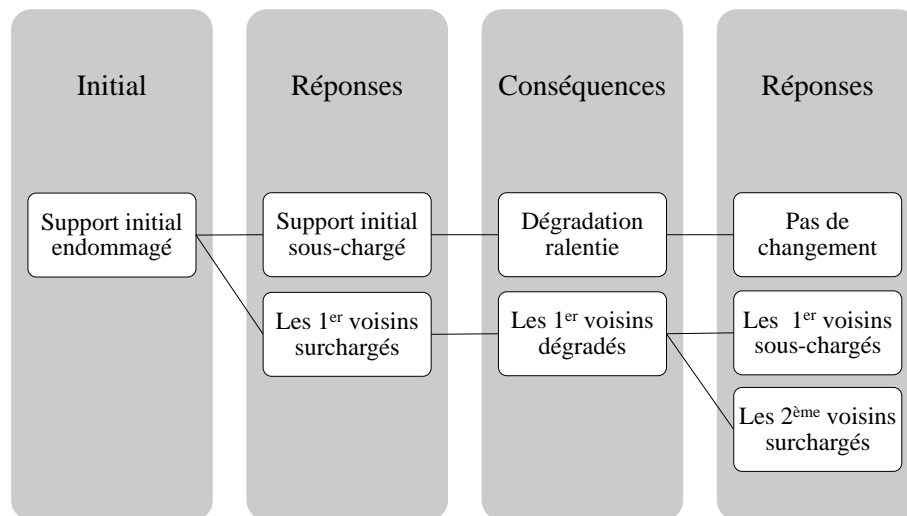 Initial
Réponses
Conséquences
Réponses
Support initial
endommagé
Support initial
sous-chargé
Dégradation
ralentie
Pas de
changement
Les 1er voisins
surchargés
Les 1er voisins
dégradés
Les 1er voisins
sous-chargés
Les 2ème voisins
surchargés